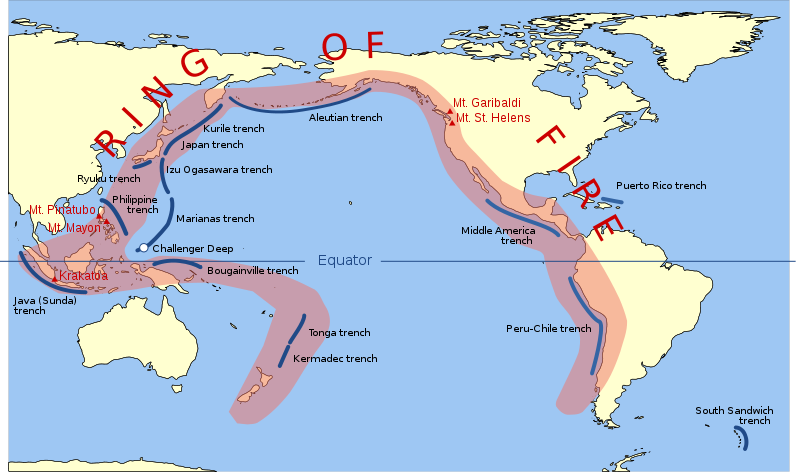 RING OF FIRE
Mt. Garibaldi
Mt. St. Helens
Aleutian trench
Kurile trench
Japan trench
Izu Ogasawara trench
Ryuku trench
Philippine
trench
Puerto Rico trench
Mt. Pinatubo
Mt. Mayon
Marianas trench
Middle America
trench
Challenger Deep
Equator
Bougainville trench
Krakatoa
Java (Sunda)
trench
Tonga trench
Peru-Chile trench
Kermadec trench
South Sandwich
trench